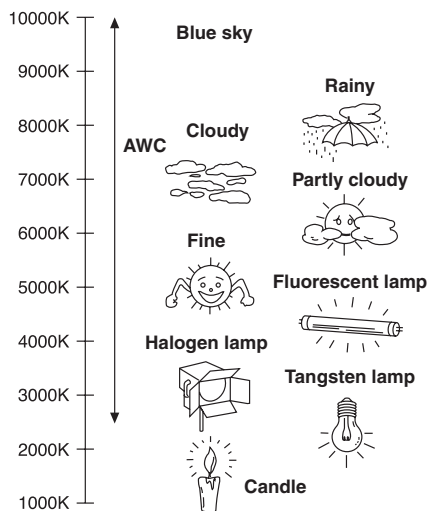 10000K
Blue sky
9000K
Rainy
8000K
Cloudy
AWC
7000K
Partly cloudy
6000K
Fine
Fluorescent lamp
5000K
4000K
Halogen lamp
Tangsten lamp
3000K
2000K
Candle
1000K